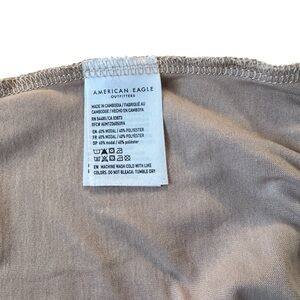 AMERICAN EAGLE
OUTFITTERS
MADE IN CAMBODIA / FABRIQUÉ AU
CAMBODGE / HECHO EN CAMBOYA
EN 60% MODAL / 40% POLYESTER
FR 60% MODAL / 40% POLYESTER
SP 60% modal / 40% poliéster
EN: MACHINE WASH COLD WITH LIKE
COLORS. DO NOT BLEACH. TUMBLE DRY